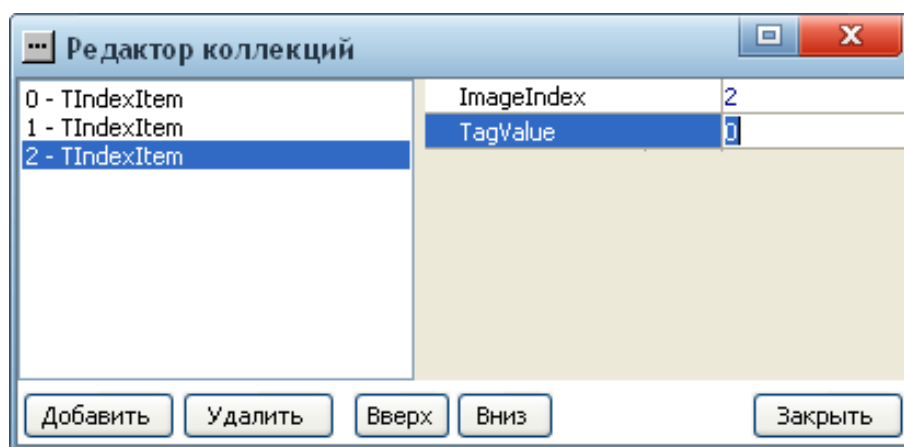 Редактор коллекций
0 - TIndexItem
1 - TIndexItem
2 - TIndexItem
ImageIndex 2
TagValue 0
Добавить Удалить Вверх Вниз Закрыть